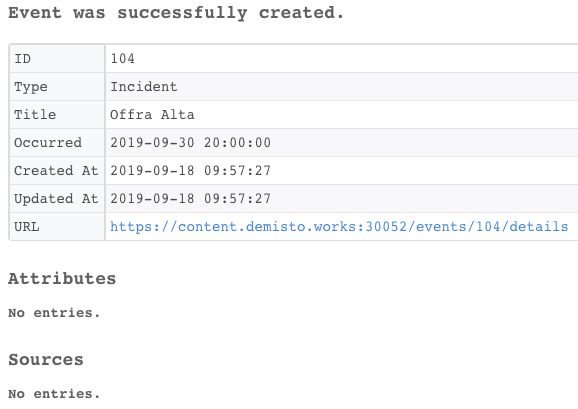 Event was successfully created.
ID 104
Type Incident
Title Offra Alta
Occurred 2019-09-30 20:00:00
Created At 2019-09-18 09:57:27
Updated At 2019-09-18 09:57:27
URL https://content.demisto.works:30052/events/104/details
Attributes
No entries.
Sources
No entries.